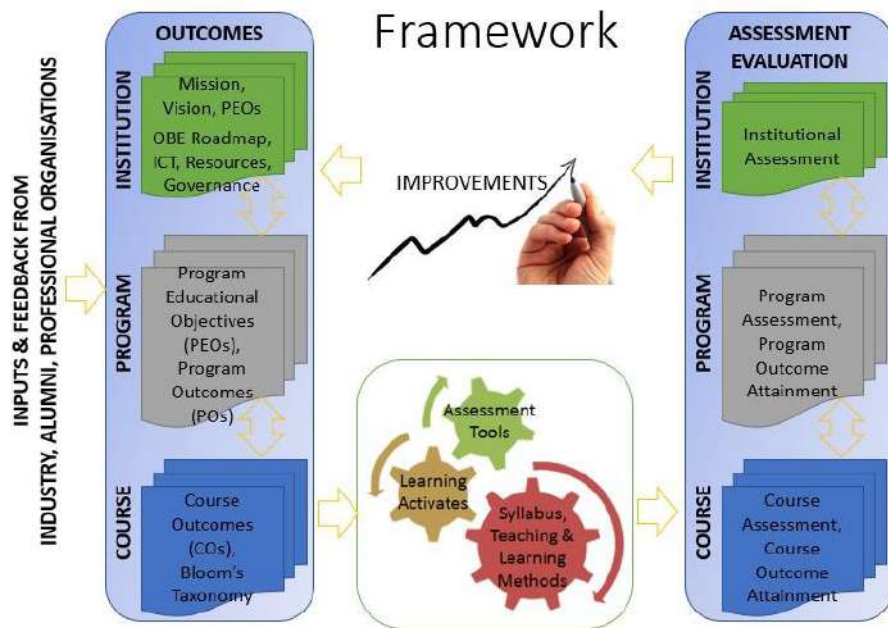 Framework
INPUTS & FEEDBACK FROM
INDUSTRY, ALUMNI, PROFESSIONAL ORGANISATIONS
OUTCOMES
INSTITUTION
Mission,
Vision, PEOs
OBE Roadmap,
ICT, Resources,
Governance
PROGRAM
Program
Educational
Objectives
(PEOs),
Program
Outcomes
(POs)
COURSE
Course
Outcomes
(COs),
Bloom's
Taxonomy
IMPROVEMENTS
Assessment
Tools
Learning
Activates
Syllabus,
Teaching &
Learning
Methods
ASSESSMENT
EVALUATION
INSTITUTION
Institutional
Assessment
PROGRAM
Program
Assessment,
Program
Outcome
Attainment
COURSE
Course
Assessment,
Course
Outcome
Attainment